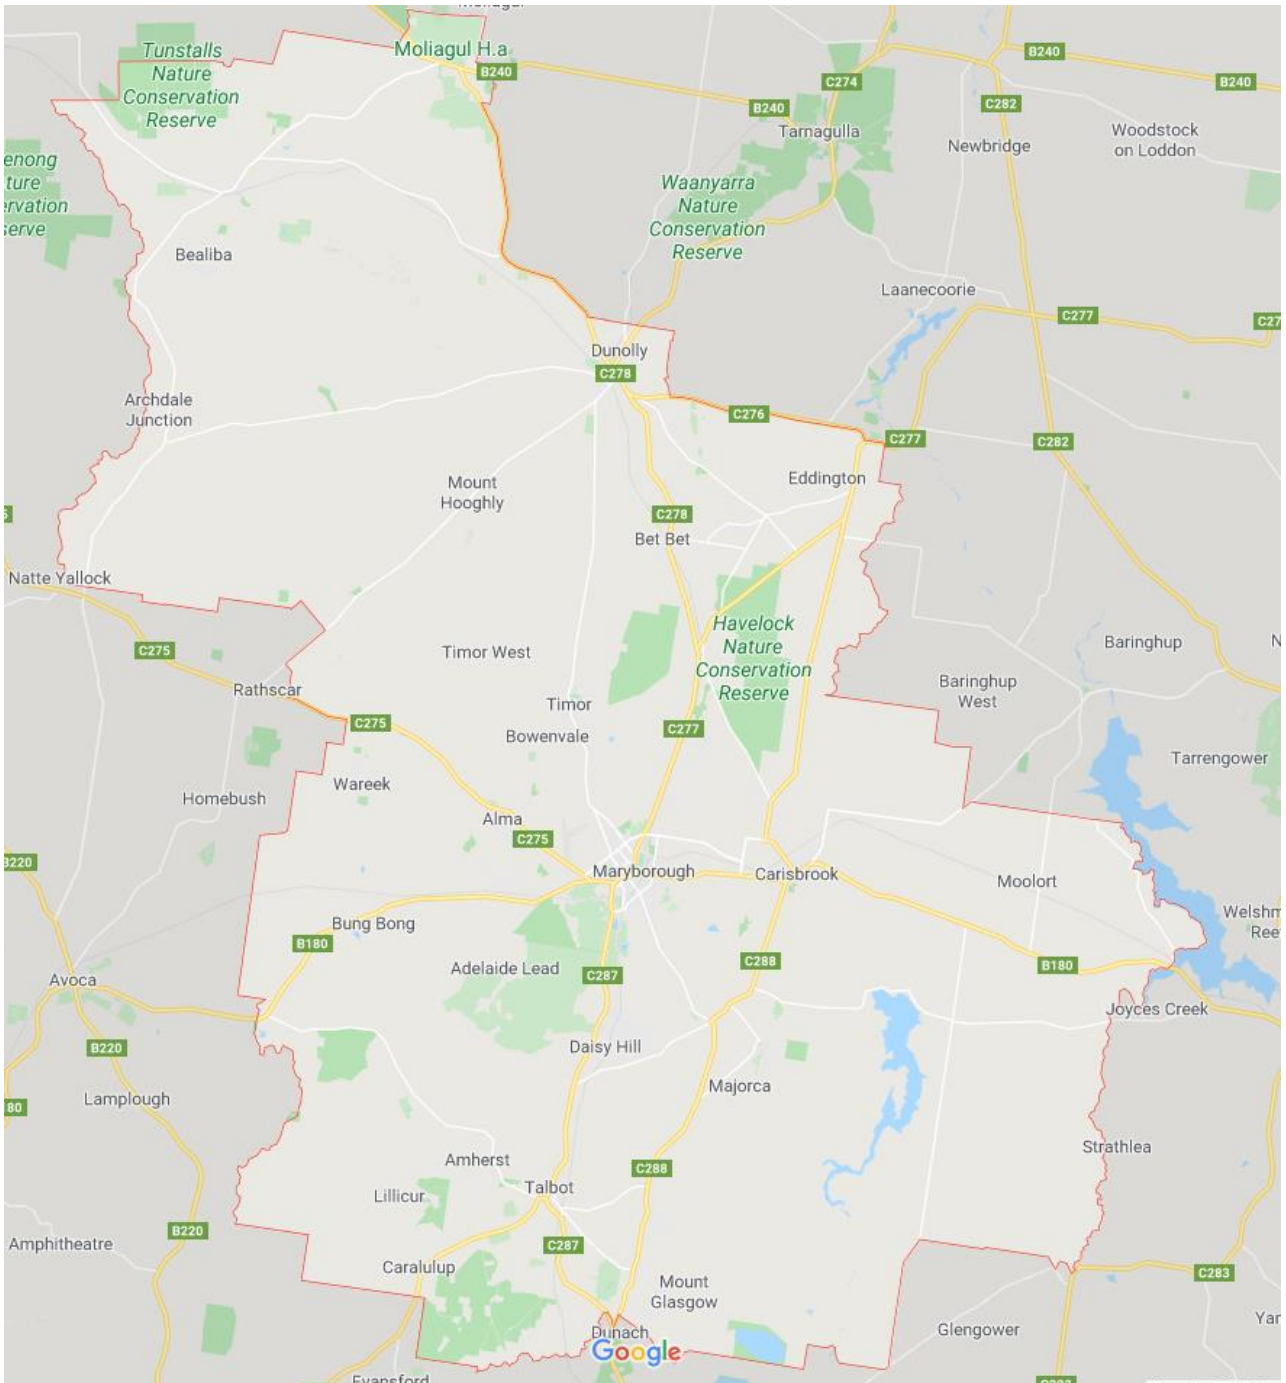 Moliagul H.a
Tunstalls
Nature
Conservation
Reserve
B240
B240
B240
B240
C274
C282
Tarnagulla
Newbridge
Woodstock
on Loddon
enong
ture
ervation
serve
Waanyarra
Nature
Conservation
Reserve
Bealiba
Laanecoorie
C277
C27
Dunolly
C278
Archdale
Junction
C276
C277
C282
Mount
Hooghly
Eddington
C278
Bet Bet
Natte Yallock
Havelock
Nature
Conservation
Reserve
C275
Timor West
Baringhup
N
Rathscar
Baringhup
West
Timor
C275
C277
Bowenvale
Tarrengower
Wareek
Homebush
Alma
C275
B220
Maryborough
Carisbrook
Moolort
Bung Bong
Welshm
Ree
B180
Adelaide Lead
C287
C288
B180
Avoca
Joyces Creek
B220
Daisy Hill
Majorca
Lamplough
80
Strathlea
Amherst
C288
Lillicur
Talbot
B220
Amphitheatre
C287
Caralulup
C283
Mount
Glasgow
Yar
Dunach
Glengower
Google
Evansford